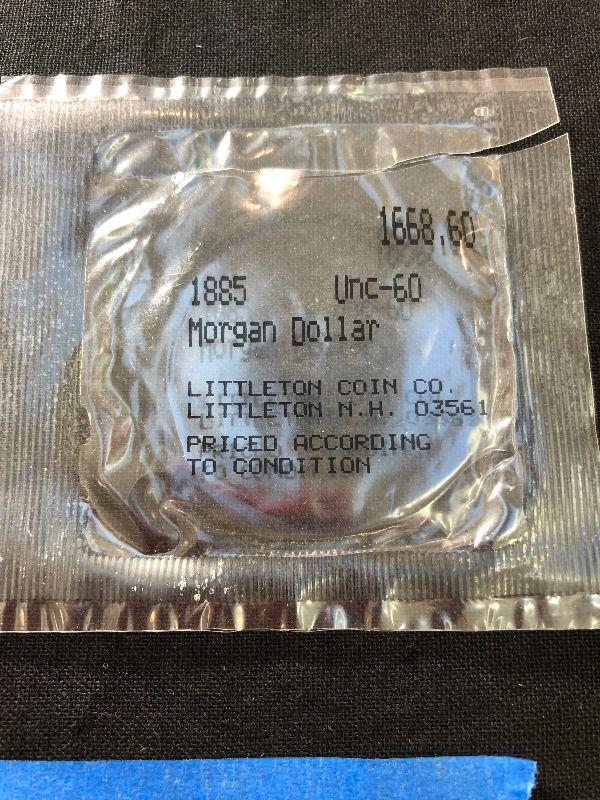 1668.60
1885 Unc-60
Morgan Dollar
LITTLETON COIN CO.
LITTLETON N.H. 03561
PRICED ACCORDING
TO CONDITION